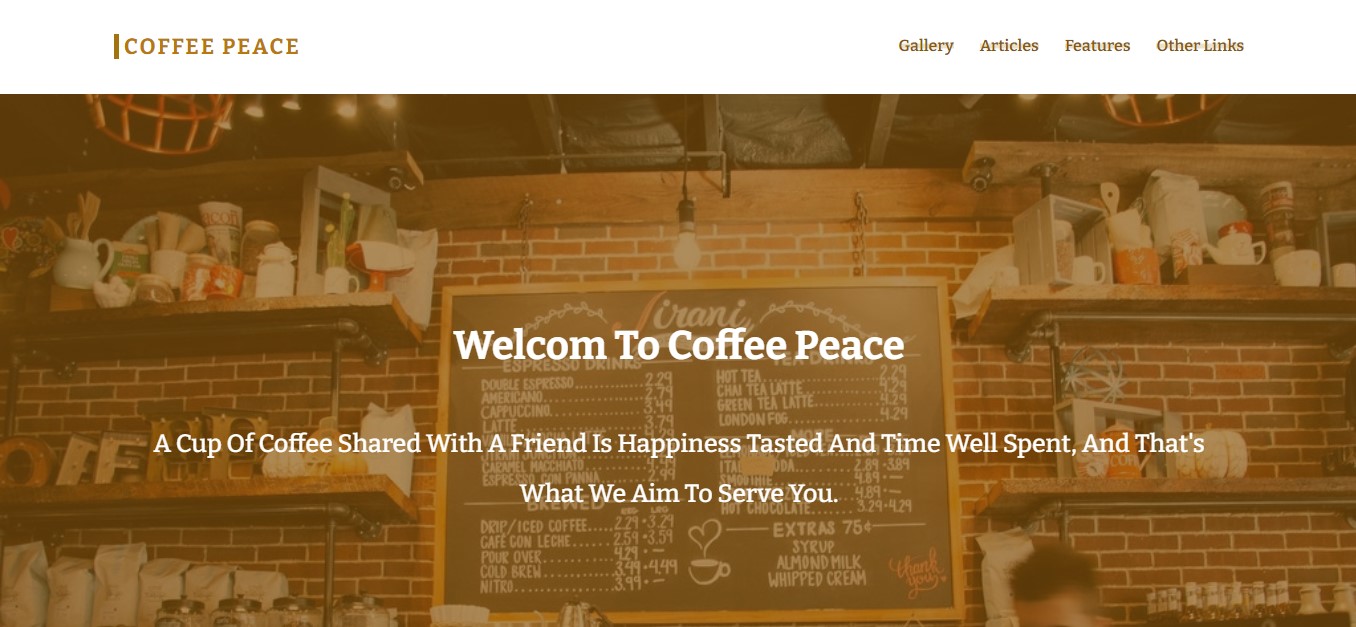 COFFEE PEACE
Gallery Articles Features Other Links
bacon
Jirani
Welcom To Coffee Peace
ESPRESSO DRINKS
TEA DRINKS
DOUBLE ESPRESSO 2.29
AMERICANO 2.79
CAPPUCCINO 3.49
LATTE 3.79
HOT TEA 2.29
CHAI TEA LATTE 4.29
GREEN TEA LATTE 4.29
LONDON FOG 4.29
A Cup Of Coffee Shared With A Friend Is Happiness Tasted And Time Well Spent, And That's
CARAMEL MACCHIATO
ESPRESSO CON PANNA 2.99
2.89 • 3.89
SMOOTHIE 4.89 • —
4.89 • —
HOT CHOCOLATE 3.29 • 4.29
What We Aim To Serve You.
BREWED
DRIP/ICED COFFEE..... 2.29 • 3.29
CAFÉ CON LECHE 2.59 • 3.59
POUR OVER 4.29 • —
COLD BREW 3.49 • 4.49
NITRO 3.99 • —
EXTRAS 75¢
SYRUP
ALMOND MILK
WHIPPED CREAM
thank
you